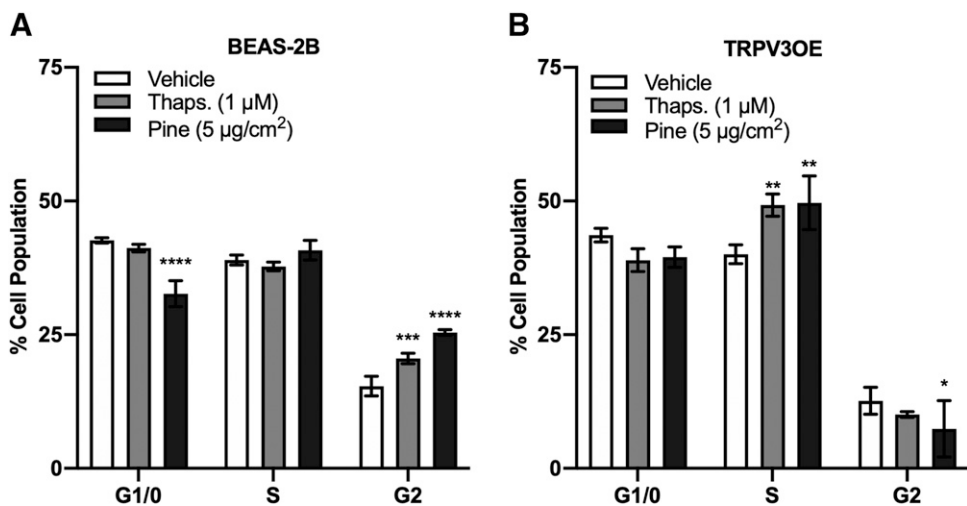 A
BEAS-2B
75
Vehicle
Thaps. (1 µM)
Pine (5 µg/cm²)
50
25
0
% Cell Population
****
***
****
G1/0
S
G2
B
TRPV3OE
75
Vehicle
Thaps. (1 µM)
Pine (5 µg/cm²)
50
25
0
% Cell Population
**
**
*
G1/0
S
G2